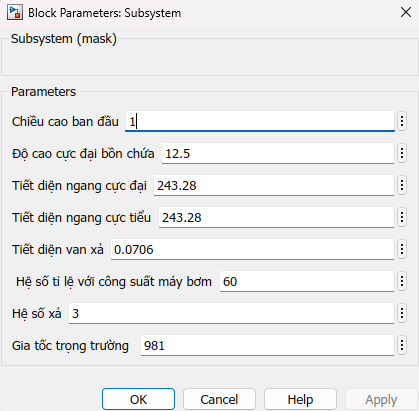 Block Parameters: Subsystem
Subsystem (mask)
Parameters
Chiều cao ban đầu 1
Độ cao cực đại bồn chứa 12.5
Tiết diện ngang cực đại 243.28
Tiết diện ngang cực tiểu 243.28
Tiết diện van xả 0.0706
Hệ số tỉ lệ với công suất máy bơm 60
Hệ số xả 3
Gia tốc trọng trường 981
OK Cancel Help Apply